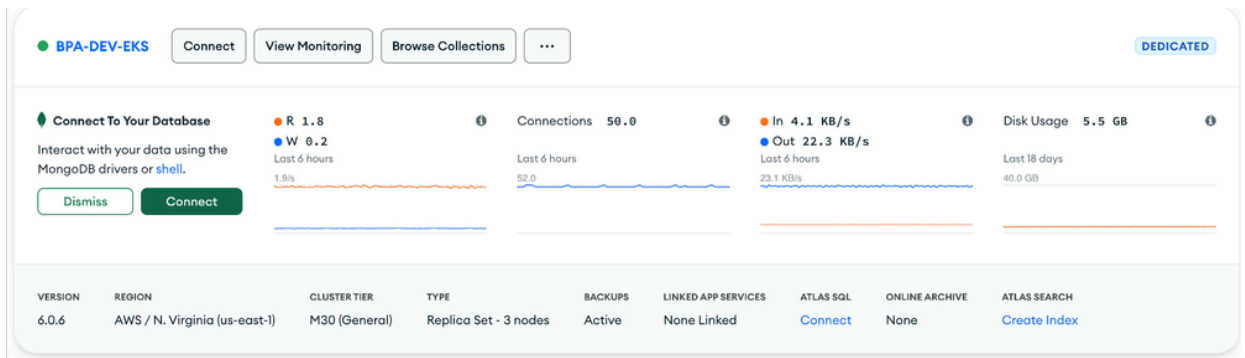 BPA-DEV-EKS Connect View Monitoring Browse Collections ... DEDICATED
Connect To Your Database
Interact with your data using the
MongoDB drivers or shell.
Dismiss Connect
R 1.8
W 0.2
Last 6 hours
1.9/s
Connections 50.0
Last 6 hours
52.0
In 4.1 KB/s
Out 22.3 KB/s
Last 6 hours
23.1 KB/s
Disk Usage 5.5 GB
Last 18 days
40.0 GB
VERSION REGION CLUSTER TIER TYPE BACKUPS LINKED APP SERVICES ATLAS SQL ONLINE ARCHIVE ATLAS SEARCH
6.0.6 AWS / N. Virginia (us-east-1) M30 (General) Replica Set - 3 nodes Active None Linked Connect None Create Index